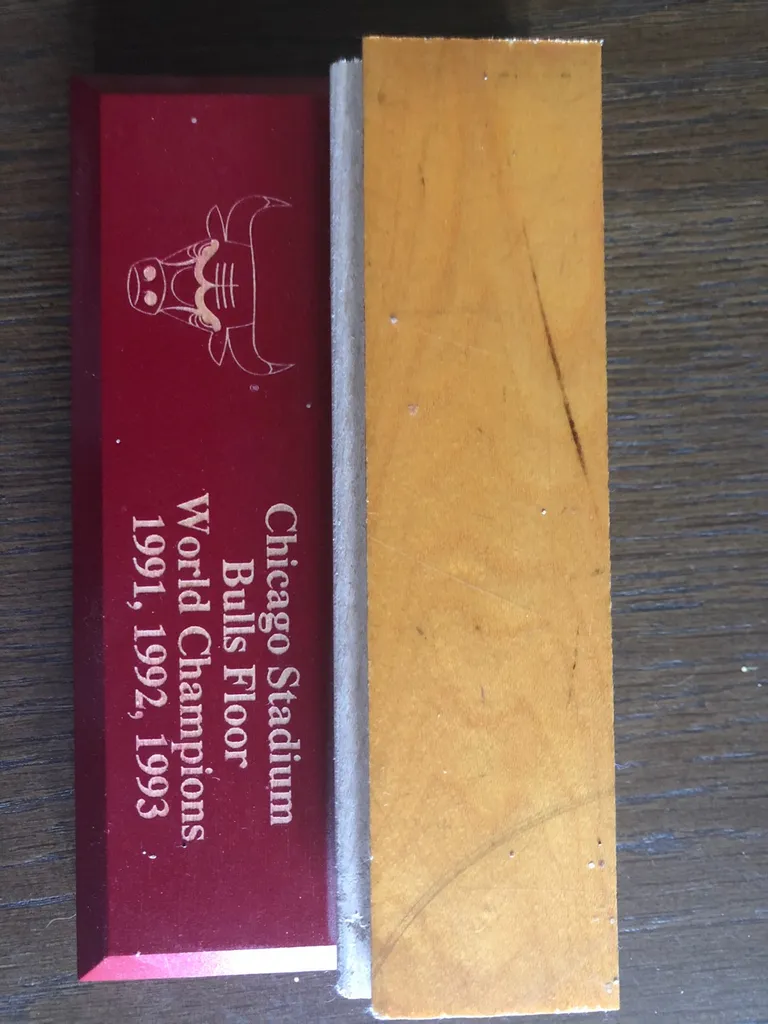 Chicago Stadium
Bulls Floor
World Champions
1991, 1992, 1993